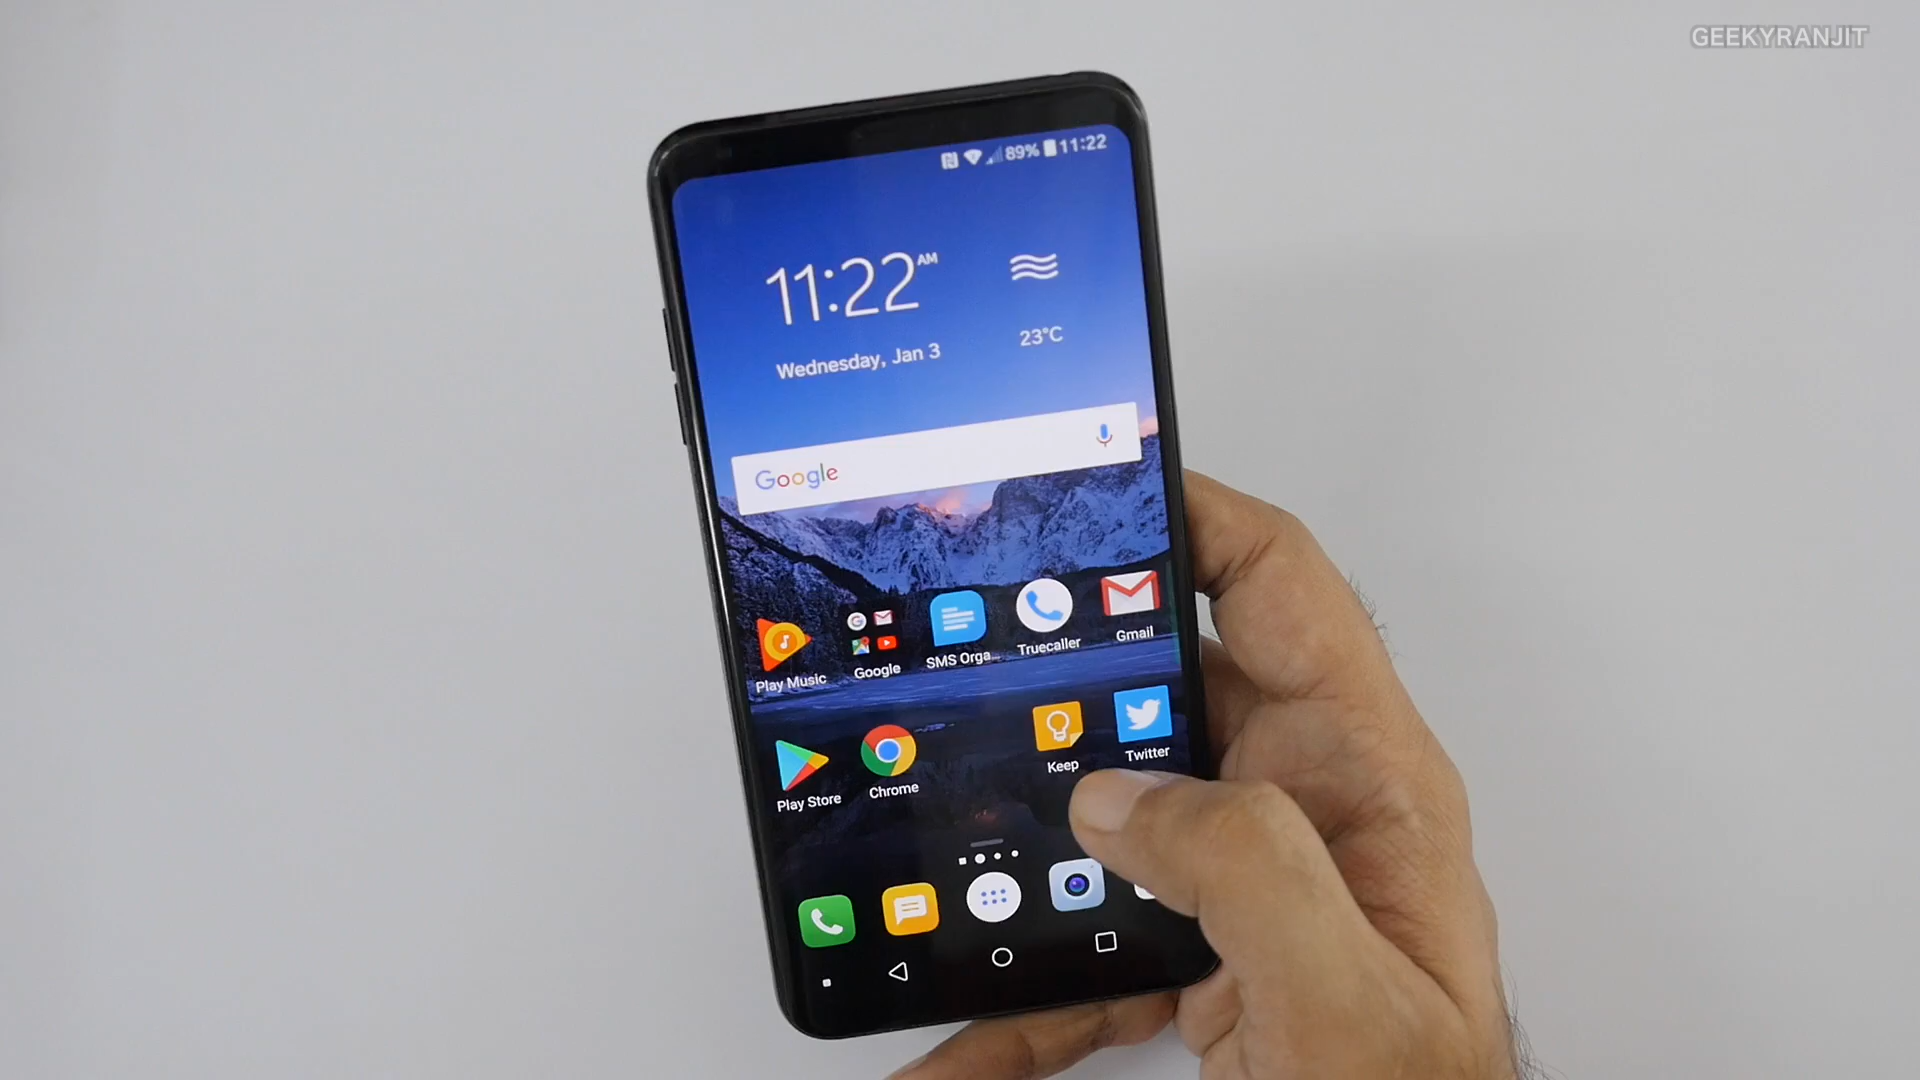 GEEKYRANJIT
89% 11:22
11:22 AM
23°C
Wednesday, Jan 3
Google
Play Music
Google
SMS Orga...
Truecaller
Gmail
Play Store
Chrome
Keep
Twitter